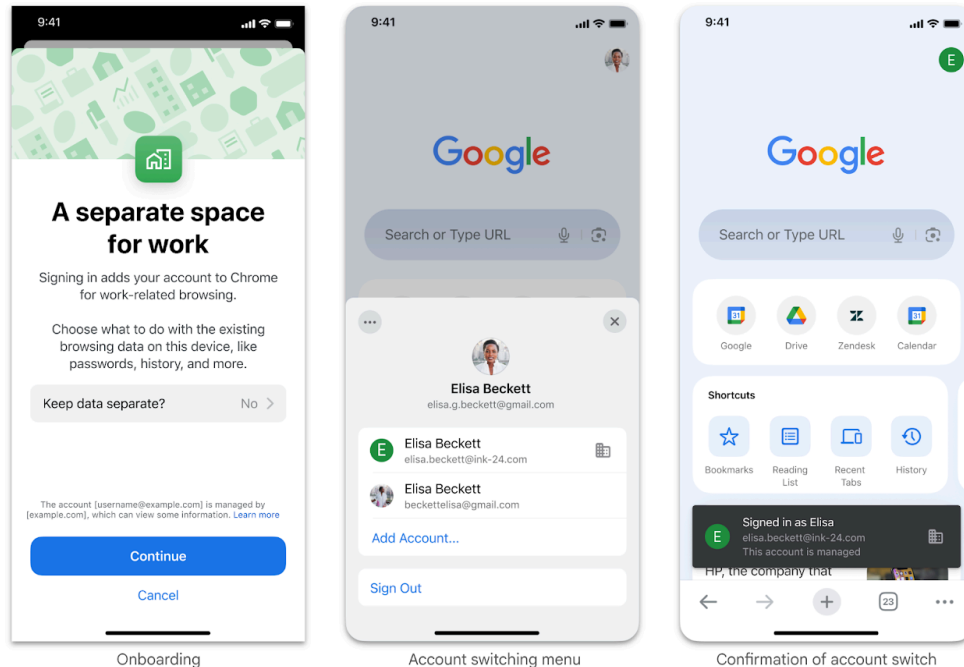 9:41
A separate space
for work
Signing in adds your account to Chrome
for work-related browsing.
Choose what to do with the existing
browsing data on this device, like
passwords, history, and more.
Keep data separate?
No
The account [username@example.com] is managed by
[example.com], which can view some information. Learn more
Continue
Cancel
Onboarding
9:41
Google
Search or Type URL
Elisa Beckett
elisa.g.beckett@gmail.com
E
Elisa Beckett
elisa.beckett@ink-24.com
Elisa Beckett
beckettelisa@gmail.com
Add Account...
Sign Out
Account switching menu
9:41
E
Google
Search or Type URL
31
31
Google
Drive
Zendesk
Calendar
Shortcuts
Bookmarks
Reading
List
Recent
Tabs
History
E
Signed in as Elisa
elisa.beckett@ink-24.com
This account is managed
HP, the company that
23
Confirmation of account switch